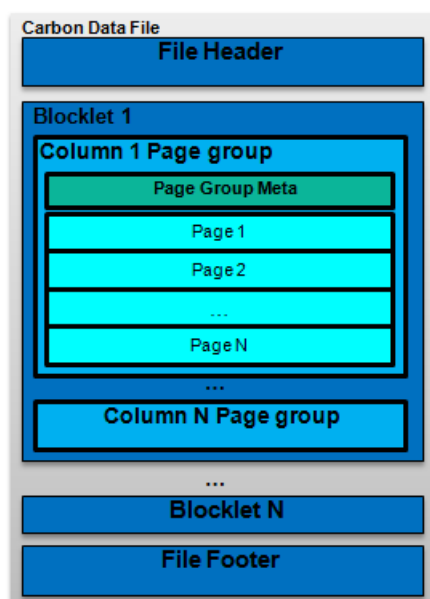 Carbon Data File
File Header
Blocklet 1
Column 1 Page group
Page Group Meta
Page 1
Page 2
...
Page N
...
Column N Page group
...
Blocklet N
File Footer